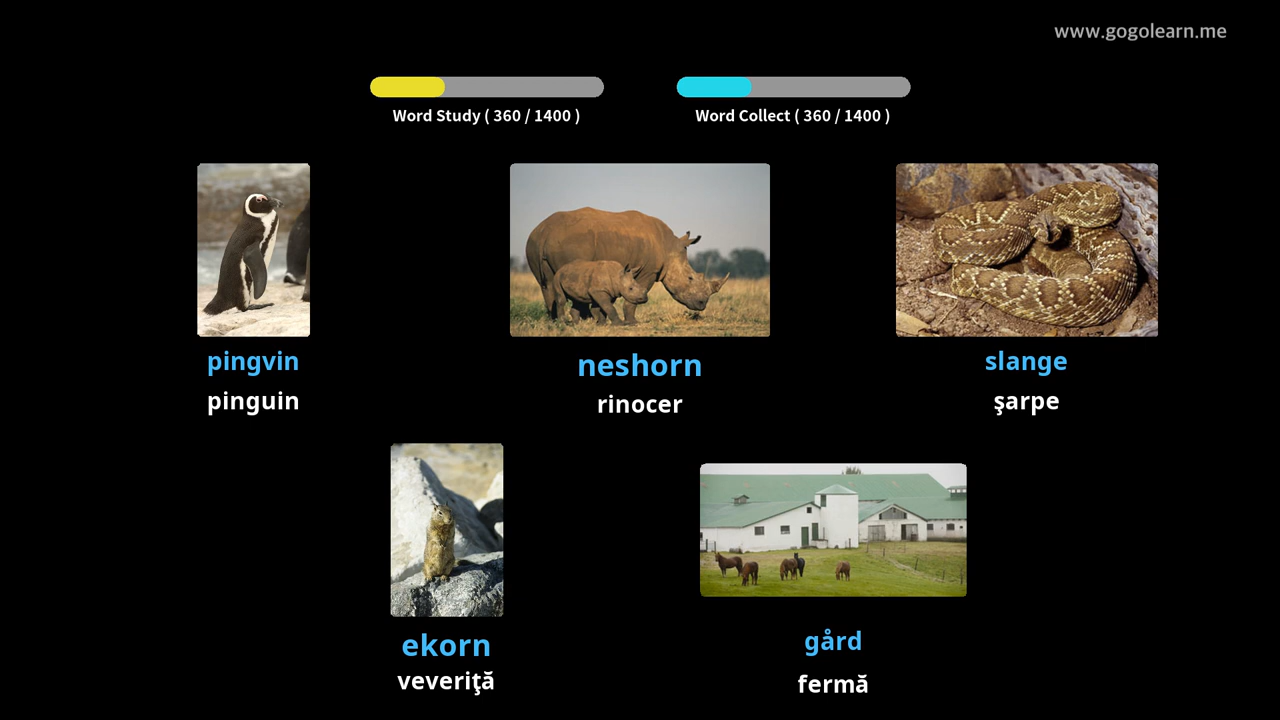 www.gogolearn.me
Word Study ( 360 / 1400 )
Word Collect ( 360 / 1400 )
pingvin
pinguin
neshorn
rinocer
slange
şarpe
ekorn
veveriţă
gård
fermă